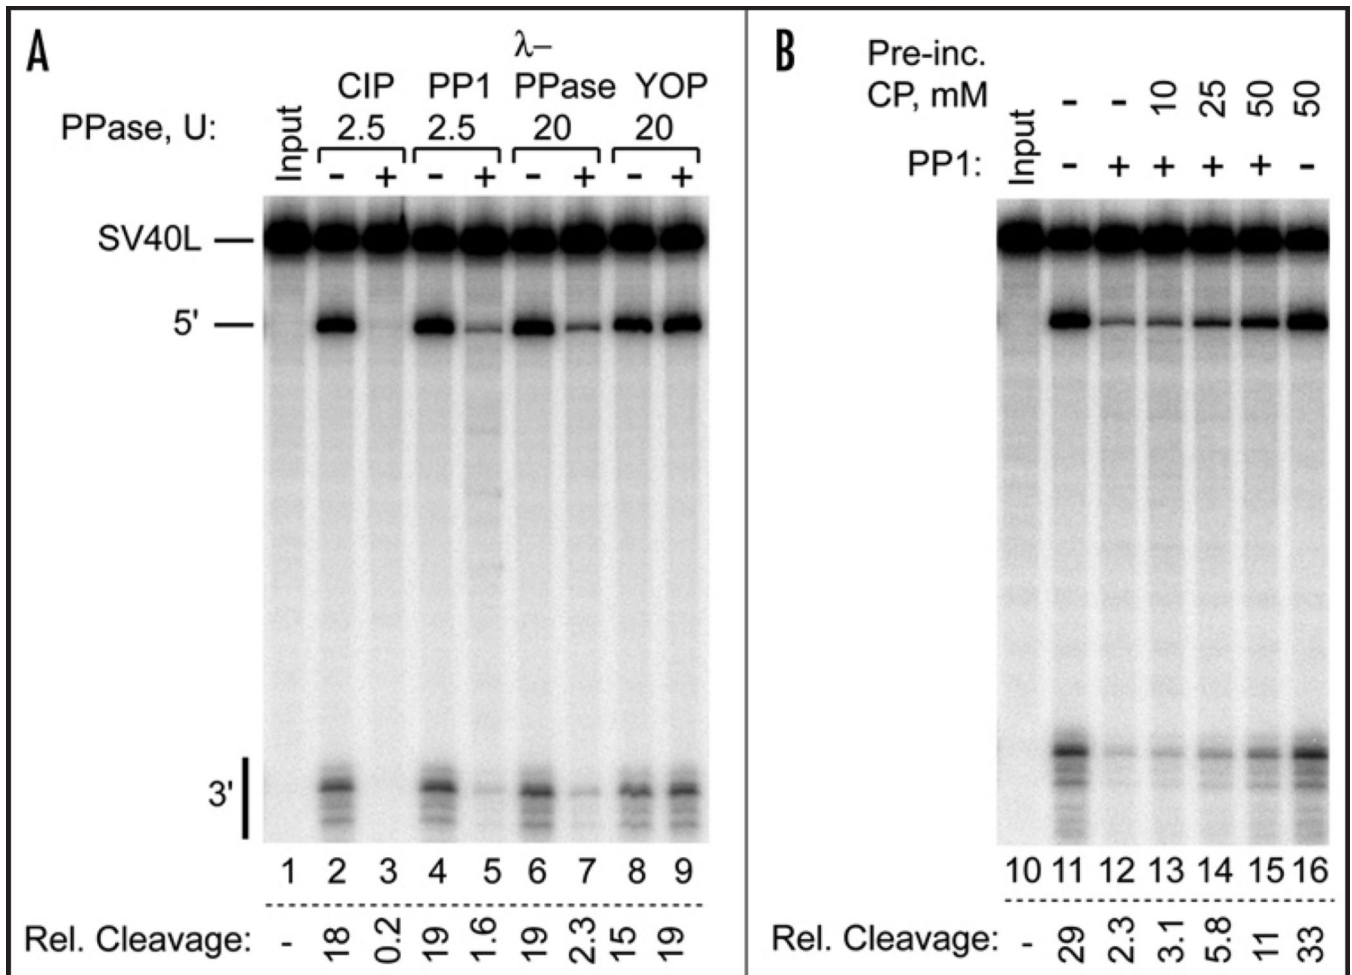 A
CIP PP1 λ–PPase YOP
PPase, U: 2.5 2.5 20 20
Input - + - + - + - +
SV40L
5'
3'
1 2 3 4 5 6 7 8 9
Rel. Cleavage: - 18 0.2 19 1.6 19 2.3 15 19
B
Pre-inc.
CP, mM - - 10 25 50 50
PP1: Input - + + + + -
10 11 12 13 14 15 16
Rel. Cleavage: - 29 2.3 3.1 5.8 11 33